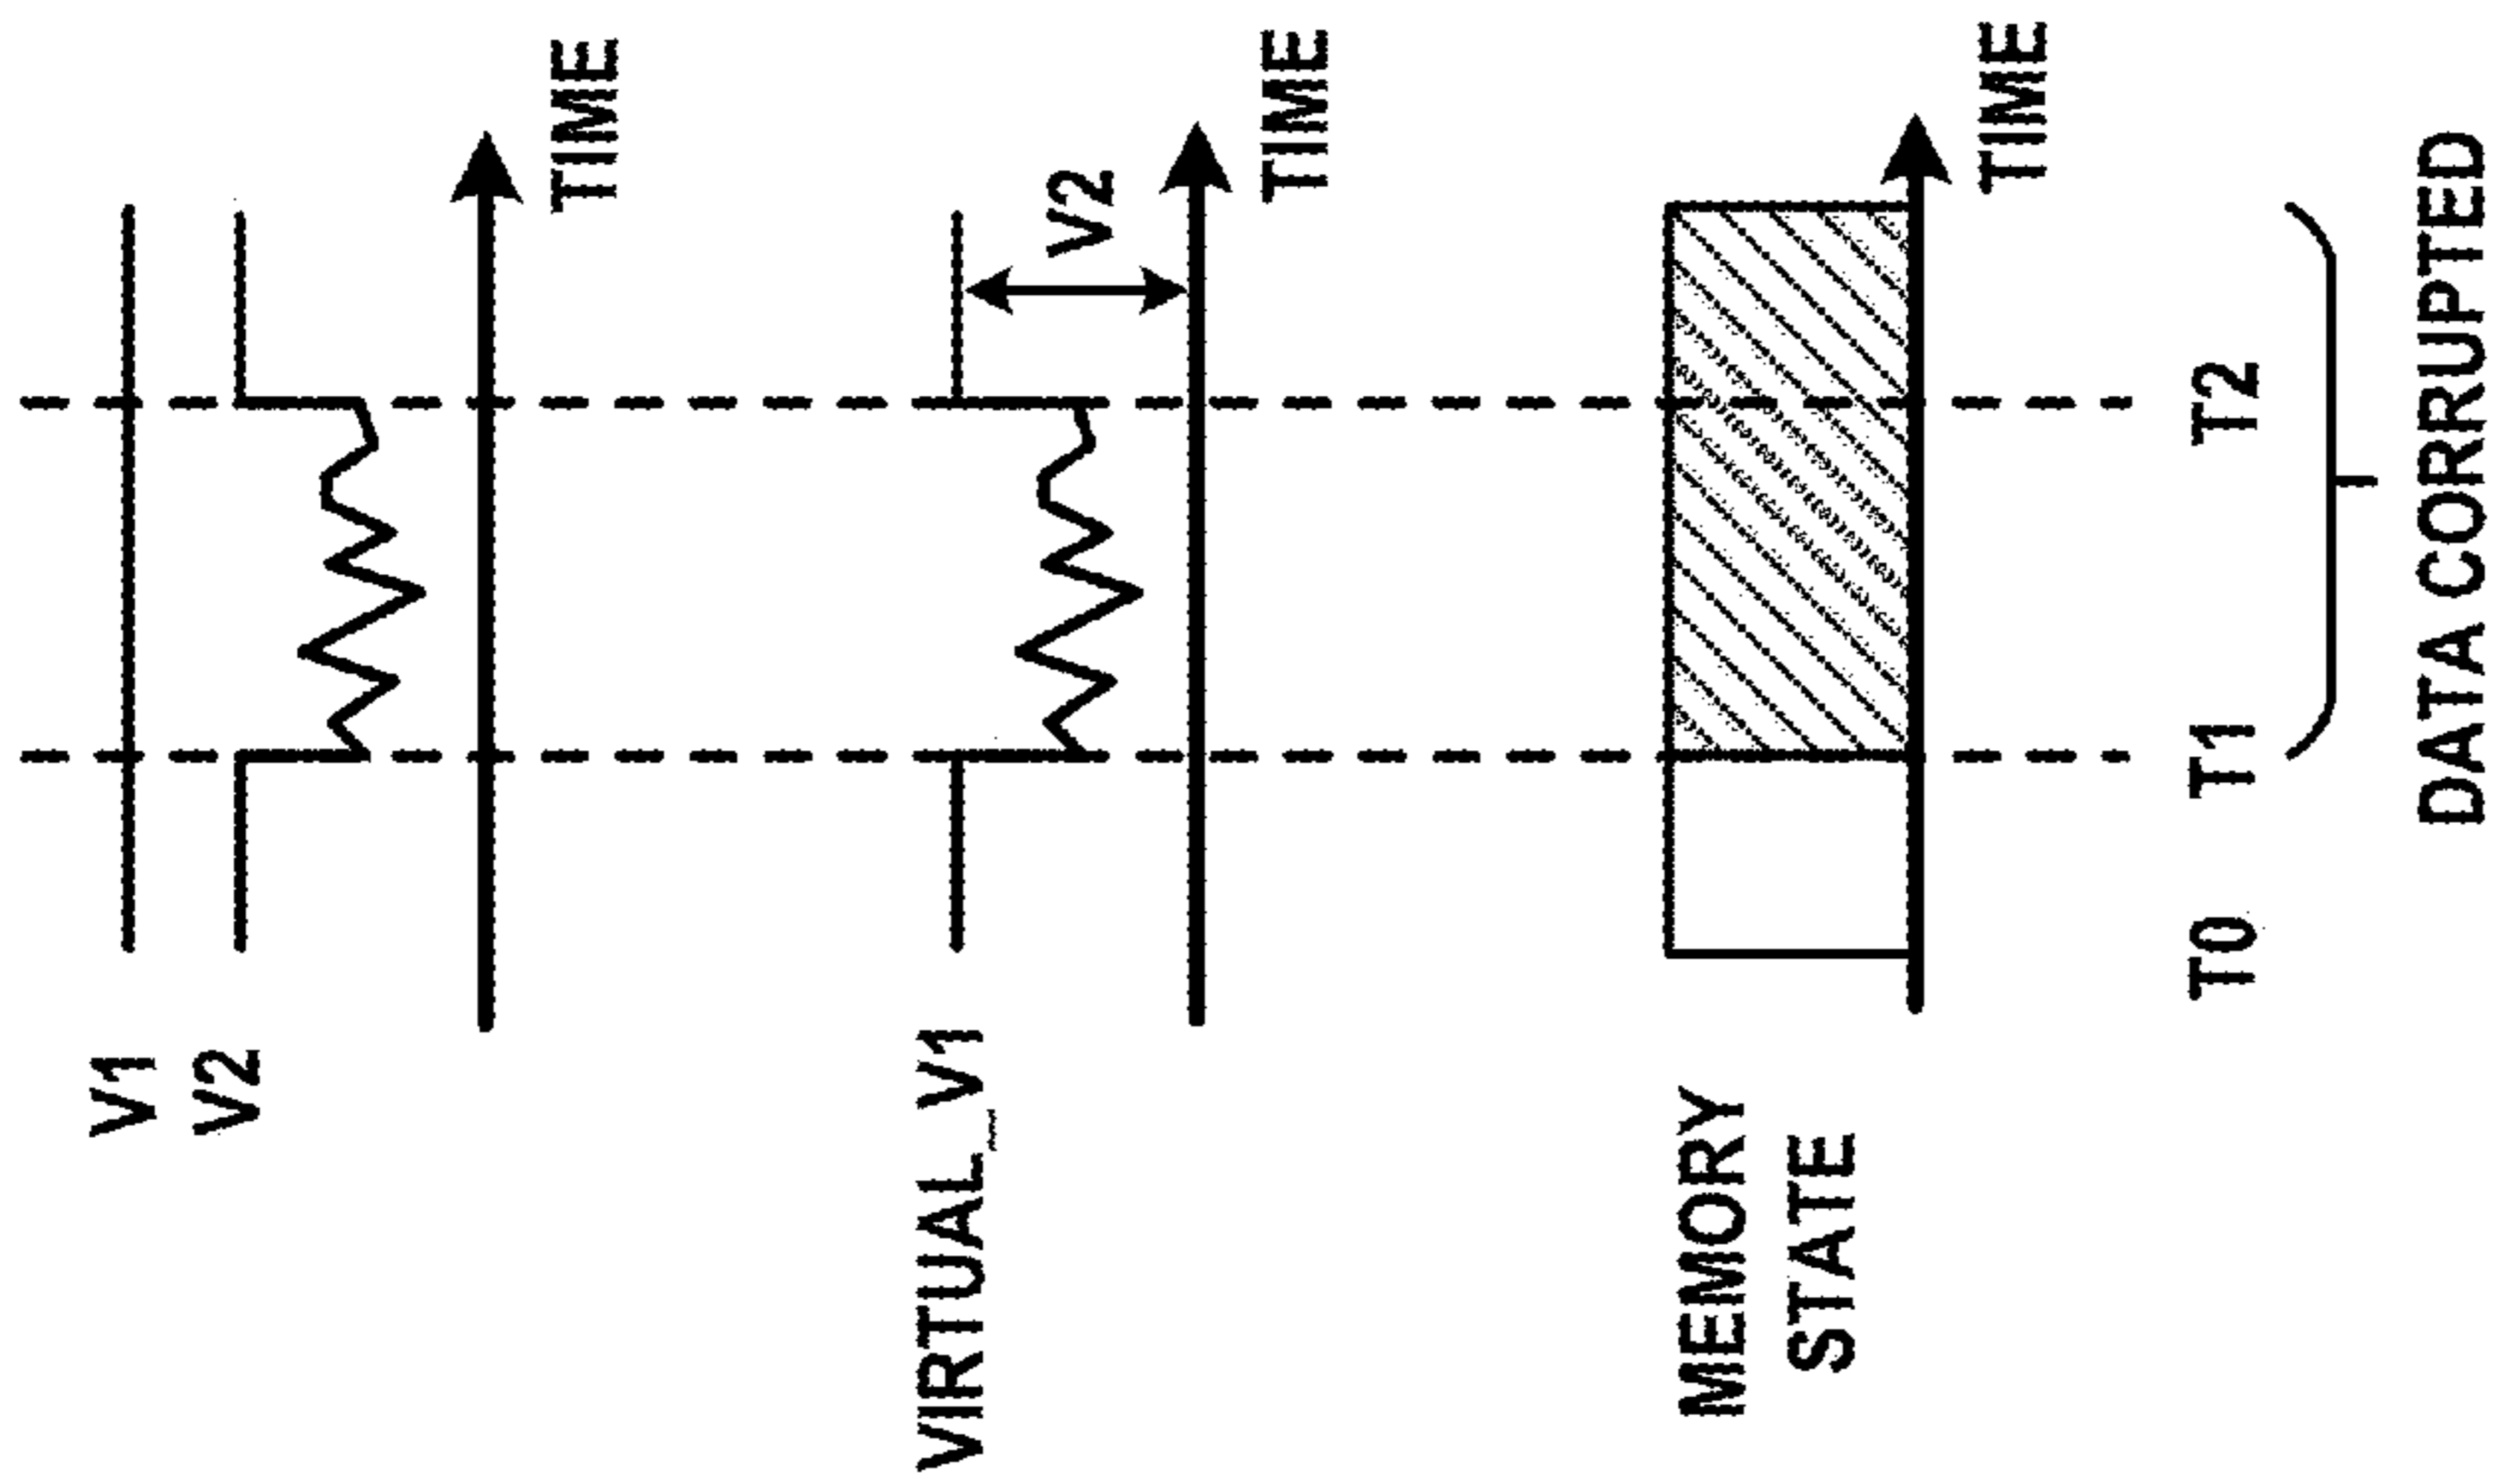 V1
V2
TIME
VIRTUAL_V1
V2
TIME
MEMORY
STATE
TIME
T0 T1 T2
DATA CORRUPTED